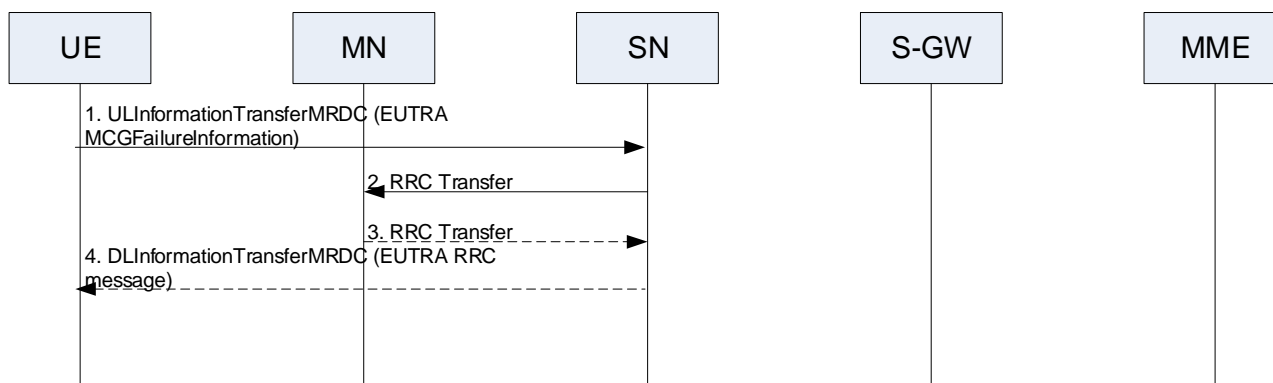 UE
MN
SN
S-GW
MME
1. ULInformationTransferMRDC (EUTRA
MCGFailureInformation)
2. RRC Transfer
3. RRC Transfer
4. DLInformationTransferMRDC (EUTRA RRC
message)